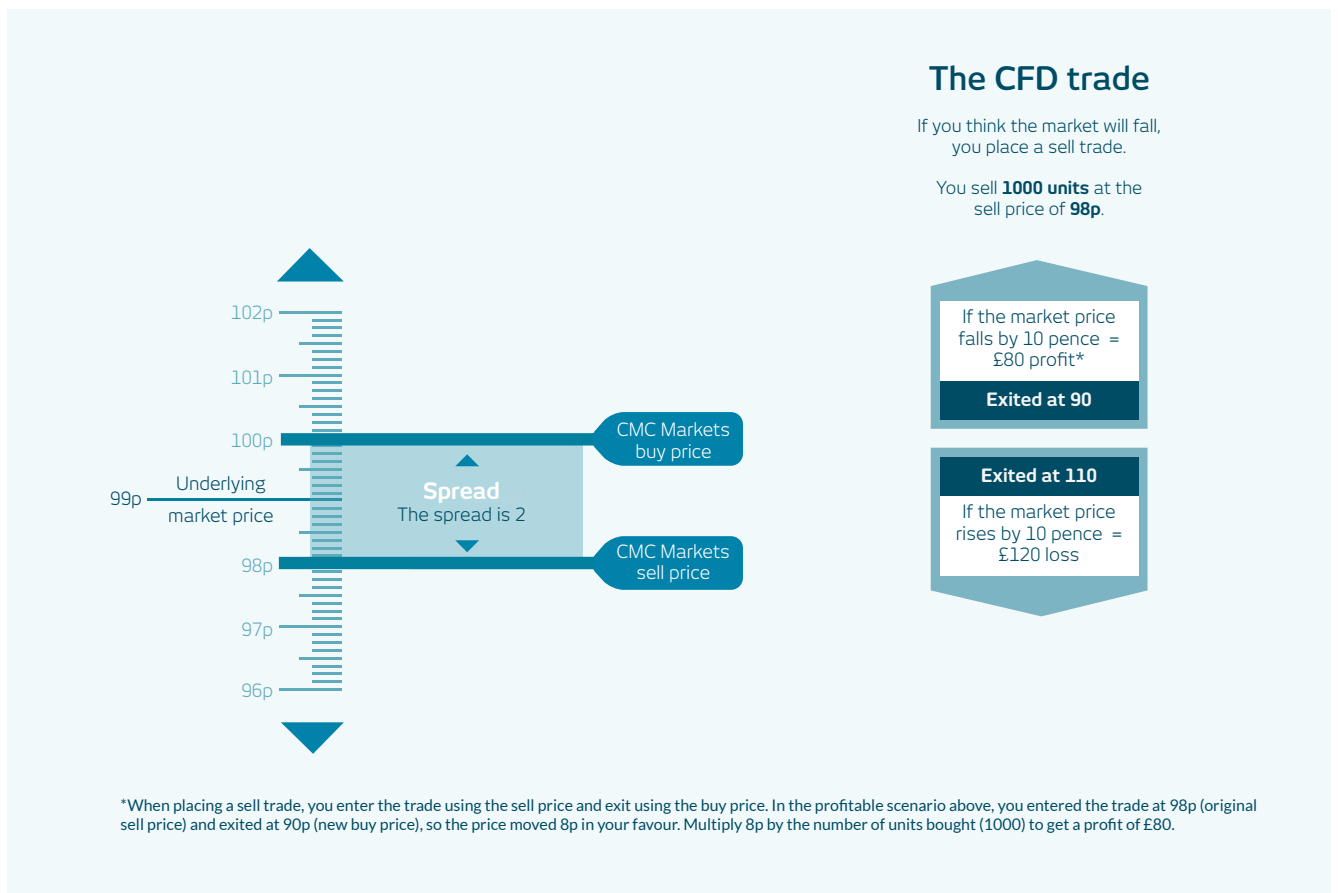 The CFD trade
If you think the market will fall,
you place a sell trade.
You sell 1000 units at the
sell price of 98p.
102p
101p
100p
99p
Underlying
market price
98p
97p
96p
CMC Markets
buy price
Spread
The spread is 2
CMC Markets
sell price
If the market price
falls by 10 pence =
£80 profit*
Exited at 90
Exited at 110
If the market price
rises by 10 pence =
£120 loss
*When placing a sell trade, you enter the trade using the sell price and exit using the buy price. In the profitable scenario above, you entered the trade at 98p (original
sell price) and exited at 90p (new buy price), so the price moved 8p in your favour. Multiply 8p by the number of units bought (1000) to get a profit of £80.